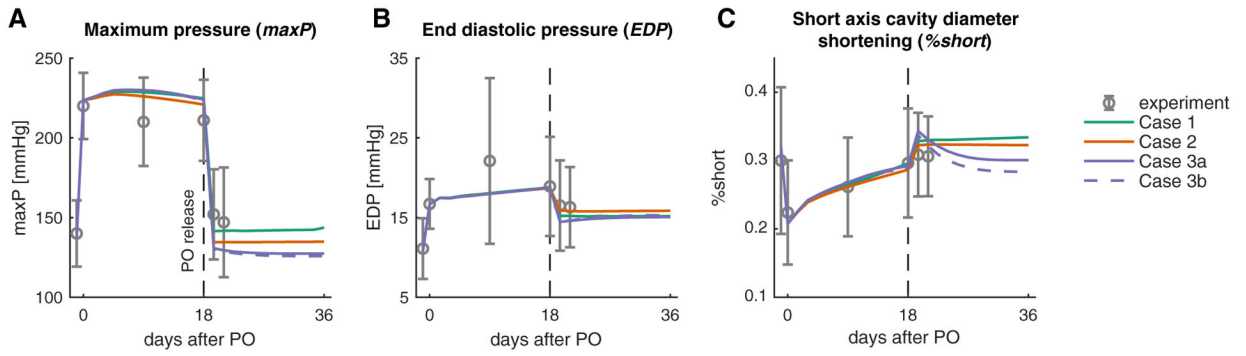 A
Maximum pressure (maxP)
250
200
150
100
maxP [mmHg]
PO release
0
18
36
days after PO
B
End diastolic pressure (EDP)
35
25
15
5
EDP [mmHg]
0
18
36
days after PO
C
Short axis cavity diameter
shortening (%short)
0.4
0.3
0.2
0.1
%short
0
18
36
days after PO
experiment
Case 1
Case 2
Case 3a
Case 3b